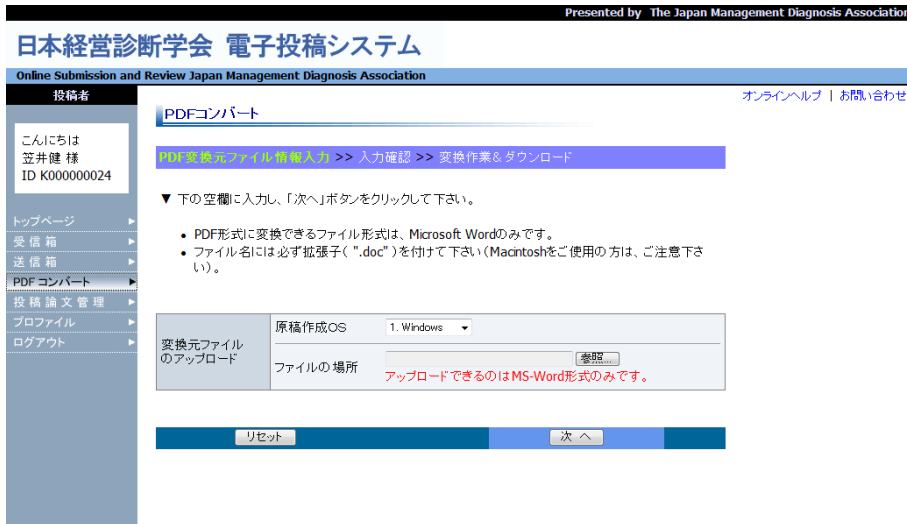 Presented by The Japan Management Diagnosis Association
日本経営診断学会 電子投稿システム
Online Submission and Review Japan Management Diagnosis Association
投稿者
オンラインヘルプ | お問い合わせ
こんにちは
笠井健 様
ID K000000024
トップページ
受信箱
送信箱
PDF コンバート
投稿論文管理
プロファイル
ログアウト
PDFコンバート
PDF変換元ファイル情報入力 >> 入力確認 >> 変換作業&ダウンロード
▼ 下の空欄に入力し、「次へ」ボタンをクリックして下さい。
• PDF形式に変換できるファイル形式は、Microsoft Wordのみです。
• ファイル名には必ず拡張子( ".doc" )を付けて下さい(Macintoshをご使用の方は、ご注意下さ
い)。
変換元ファイル
のアップロード
原稿作成OS
1. Windows
ファイルの場所
参照...
アップロードできるのはMS-Word形式のみです。
リセット
次 へ